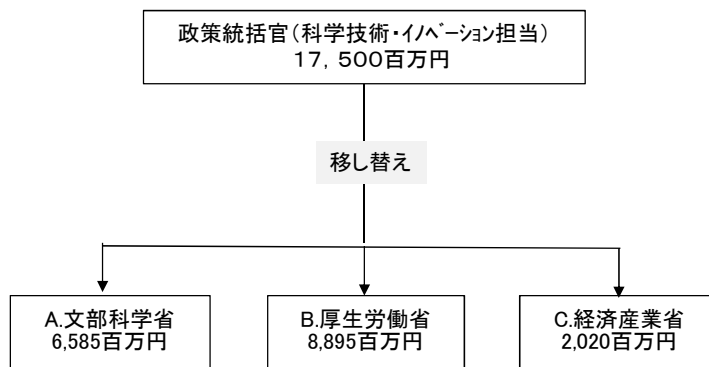 政策統括官（科学技術・イノベーション担当）
１７，５００百万円
移し替え
A.文部科学省
6,585百万円
B.厚生労働省
8,895百万円
C.経済産業省
2,020百万円